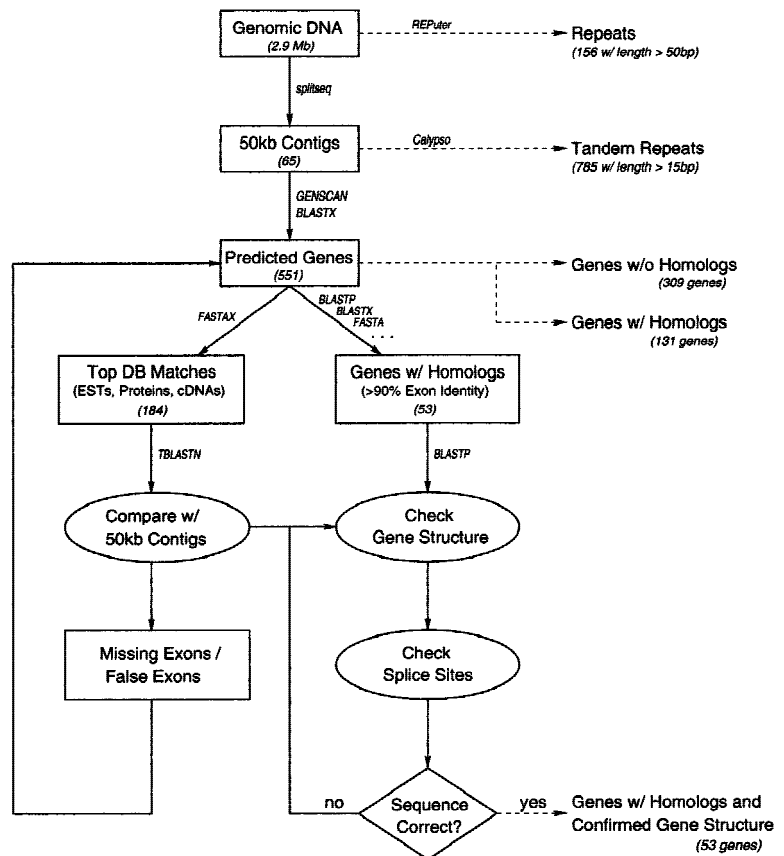 Genomic DNA
(2.9 Mb)
REPuter
Repeats
(156 w/ length > 50bp)
splitseq
50kb Contigs
(65)
Calypso
Tandem Repeats
(785 w/ length > 15bp)
GENSCAN
BLASTX
Predicted Genes
(551)
Genes w/o Homologs
(309 genes)
Genes w/ Homologs
(131 genes)
FASTAX
BLASTP
BLASTX
FASTA
. . .
Top DB Matches
(ESTs, Proteins, cDNAs)
(184)
Genes w/ Homologs
(>90% Exon Identity)
(53)
TBLASTN
BLASTP
Compare w/
50kb Contigs
Check
Gene Structure
Missing Exons /
False Exons
Check
Splice Sites
no
Sequence
Correct?
yes
Genes w/ Homologs and
Confirmed Gene Structure
(53 genes)